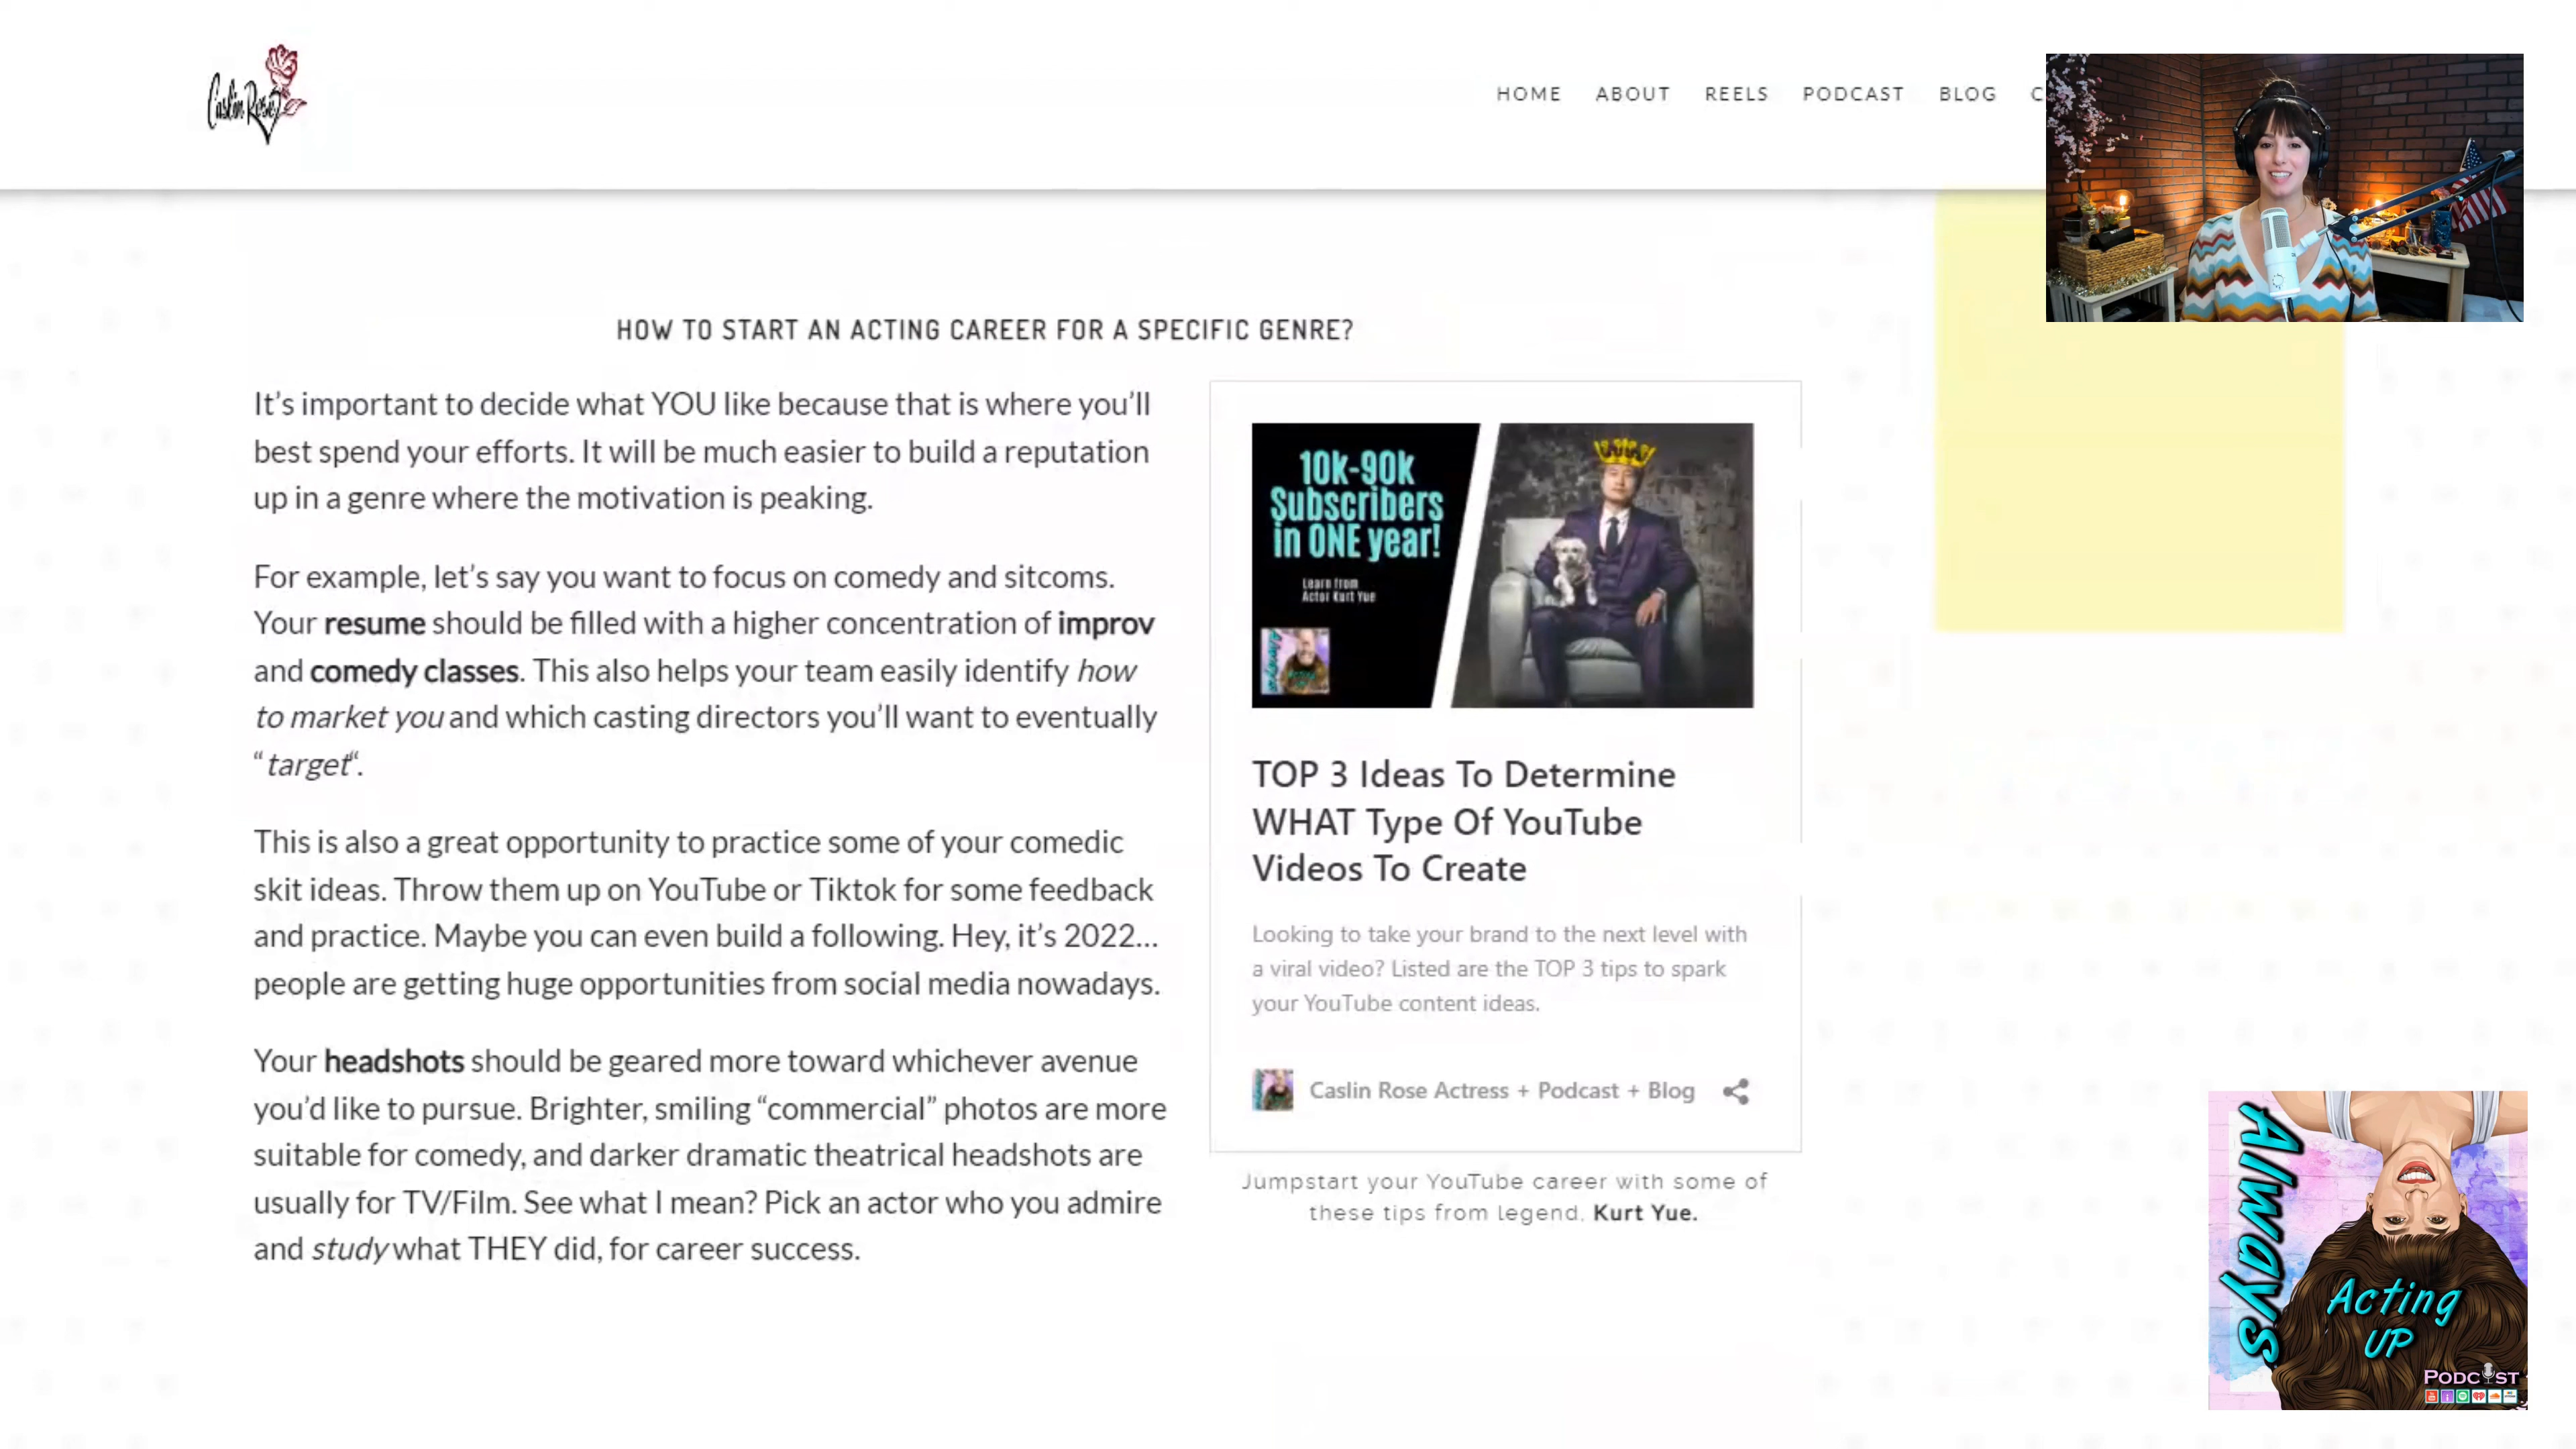 Caslin Rose
HOME ABOUT REELS PODCAST BLOG C
HOW TO START AN ACTING CAREER FOR A SPECIFIC GENRE?
It’s important to decide what YOU like because that is where you’ll
best spend your efforts. It will be much easier to build a reputation
up in a genre where the motivation is peaking.
For example, let’s say you want to focus on comedy and sitcoms.
Your resume should be filled with a higher concentration of improv
and comedy classes. This also helps your team easily identify how
to market you and which casting directors you’ll want to eventually
“target“.
This is also a great opportunity to practice some of your comedic
skit ideas. Throw them up on YouTube or Tiktok for some feedback
and practice. Maybe you can even build a following. Hey, it’s 2022…
people are getting huge opportunities from social media nowadays.
Your headshots should be geared more toward whichever avenue
you’d like to pursue. Brighter, smiling “commercial” photos are more
suitable for comedy, and darker dramatic theatrical headshots are
usually for TV/Film. See what I mean? Pick an actor who you admire
and study what THEY did, for career success.
10k-90k
Subscribers
in ONE year!
Learn from
Actor Kurt Yue
Always
TOP 3 Ideas To Determine
WHAT Type Of YouTube
Videos To Create
Looking to take your brand to the next level with
a viral video? Listed are the TOP 3 tips to spark
your YouTube content ideas.
Caslin Rose Actress + Podcast + Blog
Jumpstart your YouTube career with some of
these tips from legend, Kurt Yue.
Always
Acting
UP
PODCAST